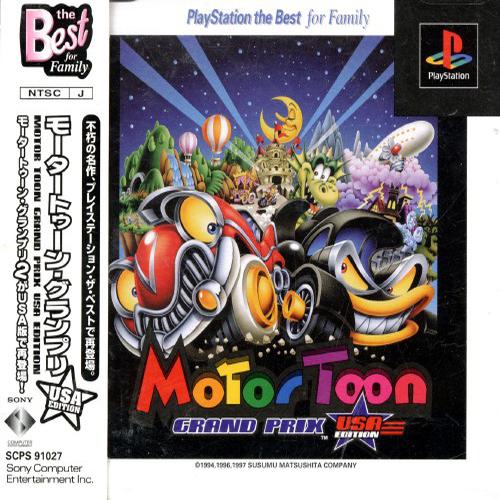 the
Best
for
Family
NTSC J
モータートゥーン・グランプリ
MOTOR TOON GRAND PRIX USA EDITION
モータートゥーン・グランプリ2がUSA版で再登場!
USA
EDITION
SONY
COMPUTER
ENTERTAINMENT
SCPS 91027
Sony Computer
Entertainment Inc.
PlayStation the Best for Family
PlayStation
不朽の名作、プレイステーション・ザ・ベストで再登場。
MoTorToon
GRAND PRIX™
USA
EDITION
©1994,1996,1997 SUSUMU MATSUSHITA COMPANY